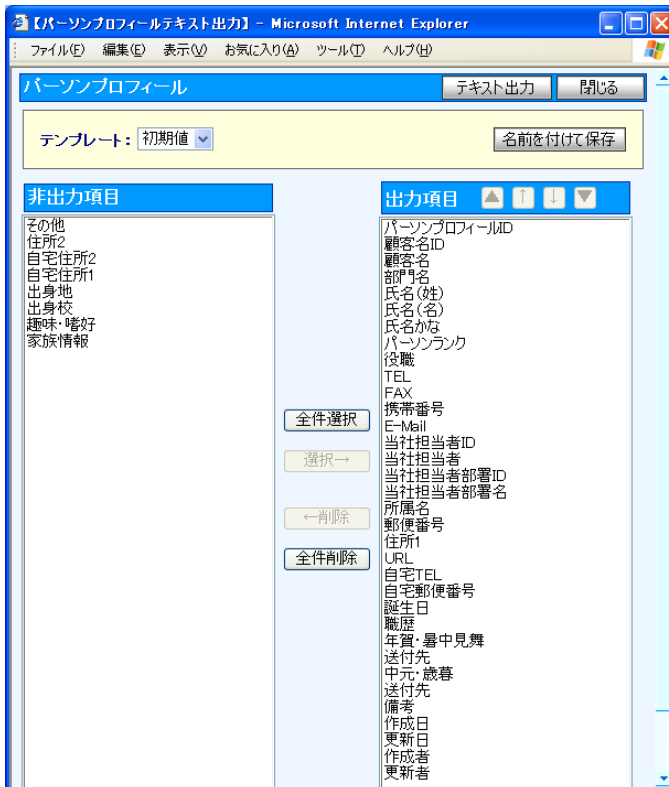 【パーソンプロフィールテキスト出力】 - Microsoft Internet Explorer
ファイル(F) 編集(E) 表示(V) お気に入り(A) ツール(T) ヘルプ(H)
パーソンプロフィール テキスト出力 閉じる
テンプレート: 初期値 名前を付けて保存
非出力項目
その他
住所2
自宅住所2
自宅住所1
出身地
出身校
趣味・嗜好
家族情報
全件選択
選択→
←削除
全件削除
出力項目 ▲ ↑ ↓ ▼
パーソンプロフィールID
顧客名ID
顧客名
部門名
氏名(姓)
氏名(名)
氏名かな
パーソンランク
役職
TEL
FAX
携帯番号
E-Mail
当社担当者ID
当社担当者
当社担当者部署ID
当社担当者部署名
所属名
郵便番号
住所1
URL
自宅TEL
自宅郵便番号
誕生日
職歴
年賀・暑中見舞
送付先
中元・歳暮
送付先
備考
作成日
更新日
作成者
更新者